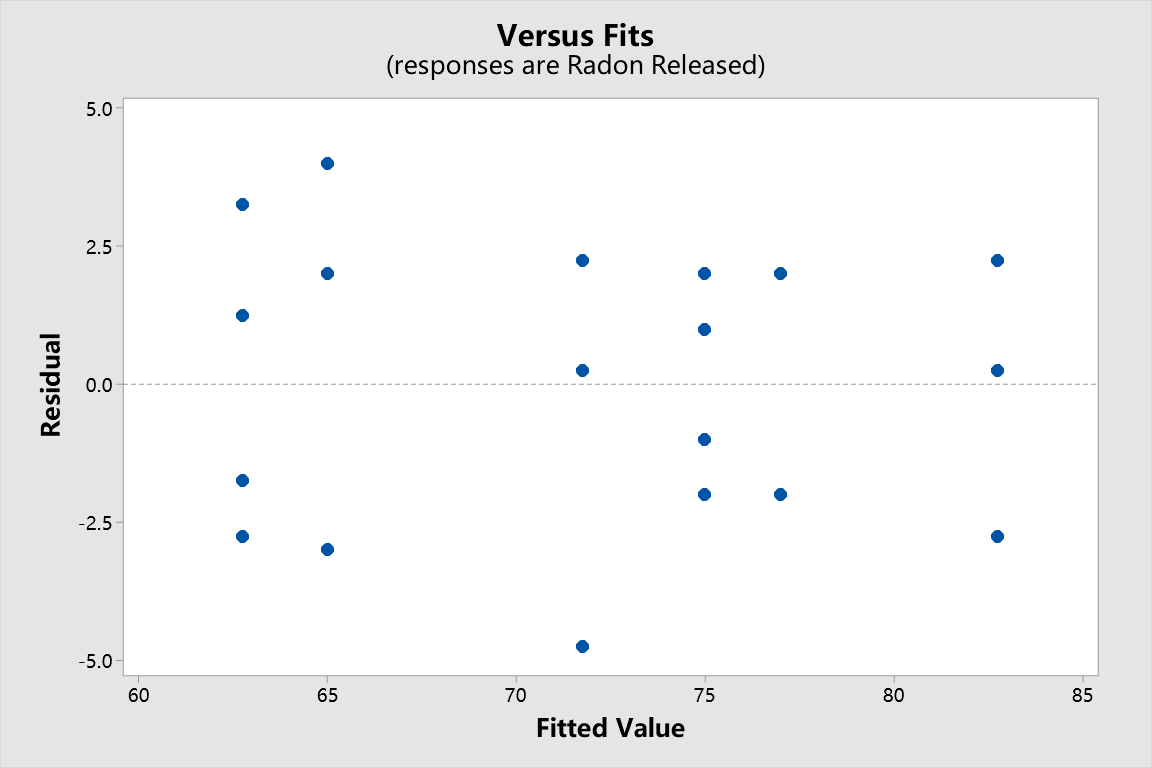 Versus Fits
(responses are Radon Released)
5.0
2.5
0.0
-2.5
-5.0
Residual
60 65 70 75 80 85
Fitted Value